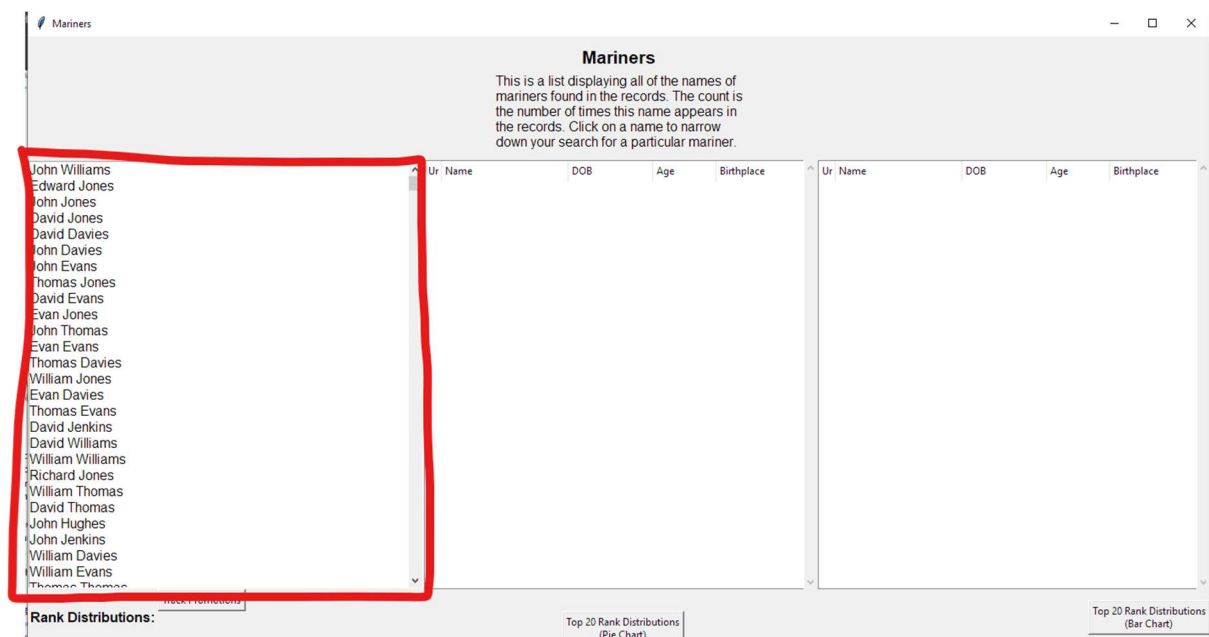 Mariners
Mariners
This is a list displaying all of the names of
mariners found in the records. The count is
the number of times this name appears in
the records. Click on a name to narrow
down your search for a particular mariner.
John Williams
Edward Jones
John Jones
David Jones
David Davies
John Davies
John Evans
Thomas Jones
David Evans
Evan Jones
John Thomas
Evan Evans
Thomas Davies
William Jones
Evan Davies
Thomas Evans
David Jenkins
David Williams
William Williams
Richard Jones
William Thomas
David Thomas
John Hughes
John Jenkins
William Davies
William Evans
Thomas Thomas
Ur Name DOB Age Birthplace
Ur Name DOB Age Birthplace
Promotions
Rank Distributions:
Top 20 Rank Distributions
(Pie Chart)
Top 20 Rank Distributions
(Bar Chart)